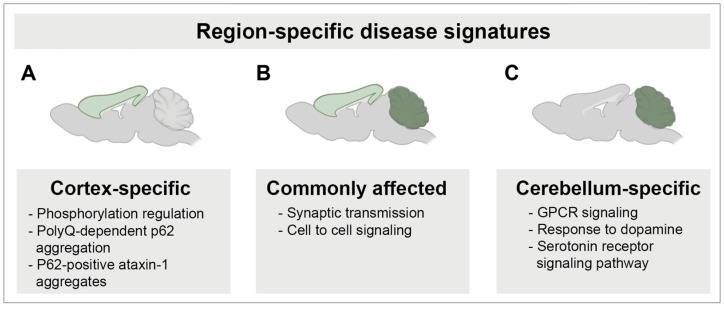 Region-specific disease signatures
A
B
C
Cortex-specific
- Phosphorylation regulation
- PolyQ-dependent p62
aggregation
- P62-positive ataxin-1
aggregates
Commonly affected
- Synaptic transmission
- Cell to cell signaling
Cerebellum-specific
- GPCR signaling
- Response to dopamine
- Serotonin receptor
signaling pathway